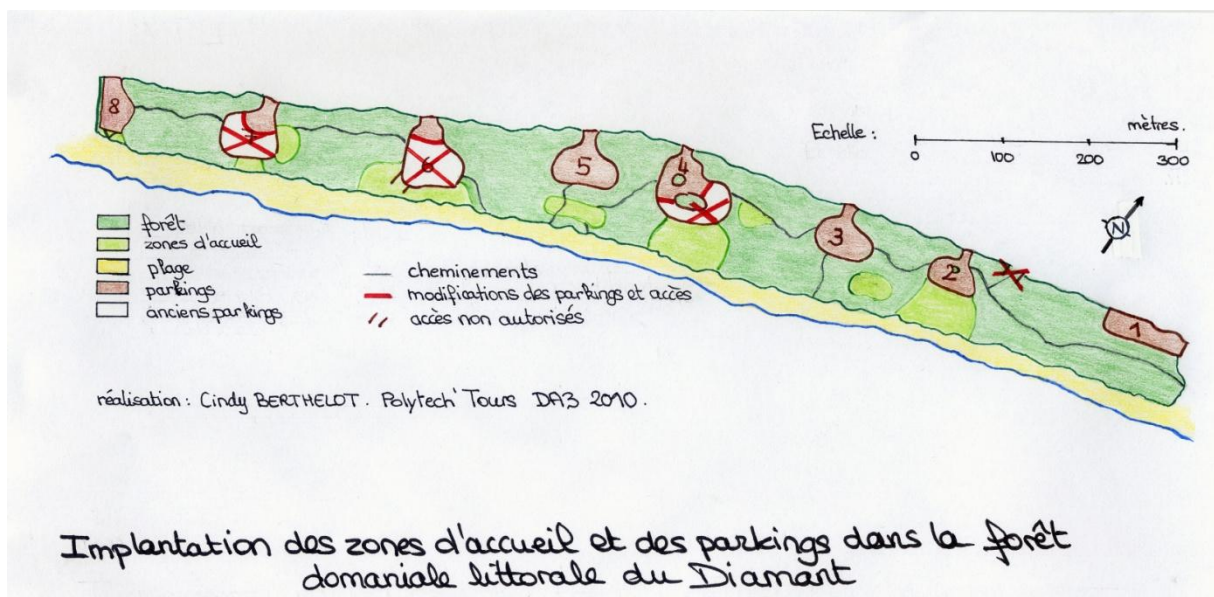 8
7
6
5
4
3
2
1
Echelle :
mètres.
0 100 200 300
N
forêt
zones d'accueil
plage
parkings
anciens parkings
cheminements
modifications des parkings et accès
accès non autorisés
réalisation : Cindy BERTHELOT. Polytech'Tours DA3 2010.
Implantation des zones d'accueil et des parkings dans la forêt
domaniale littorale du Diamant